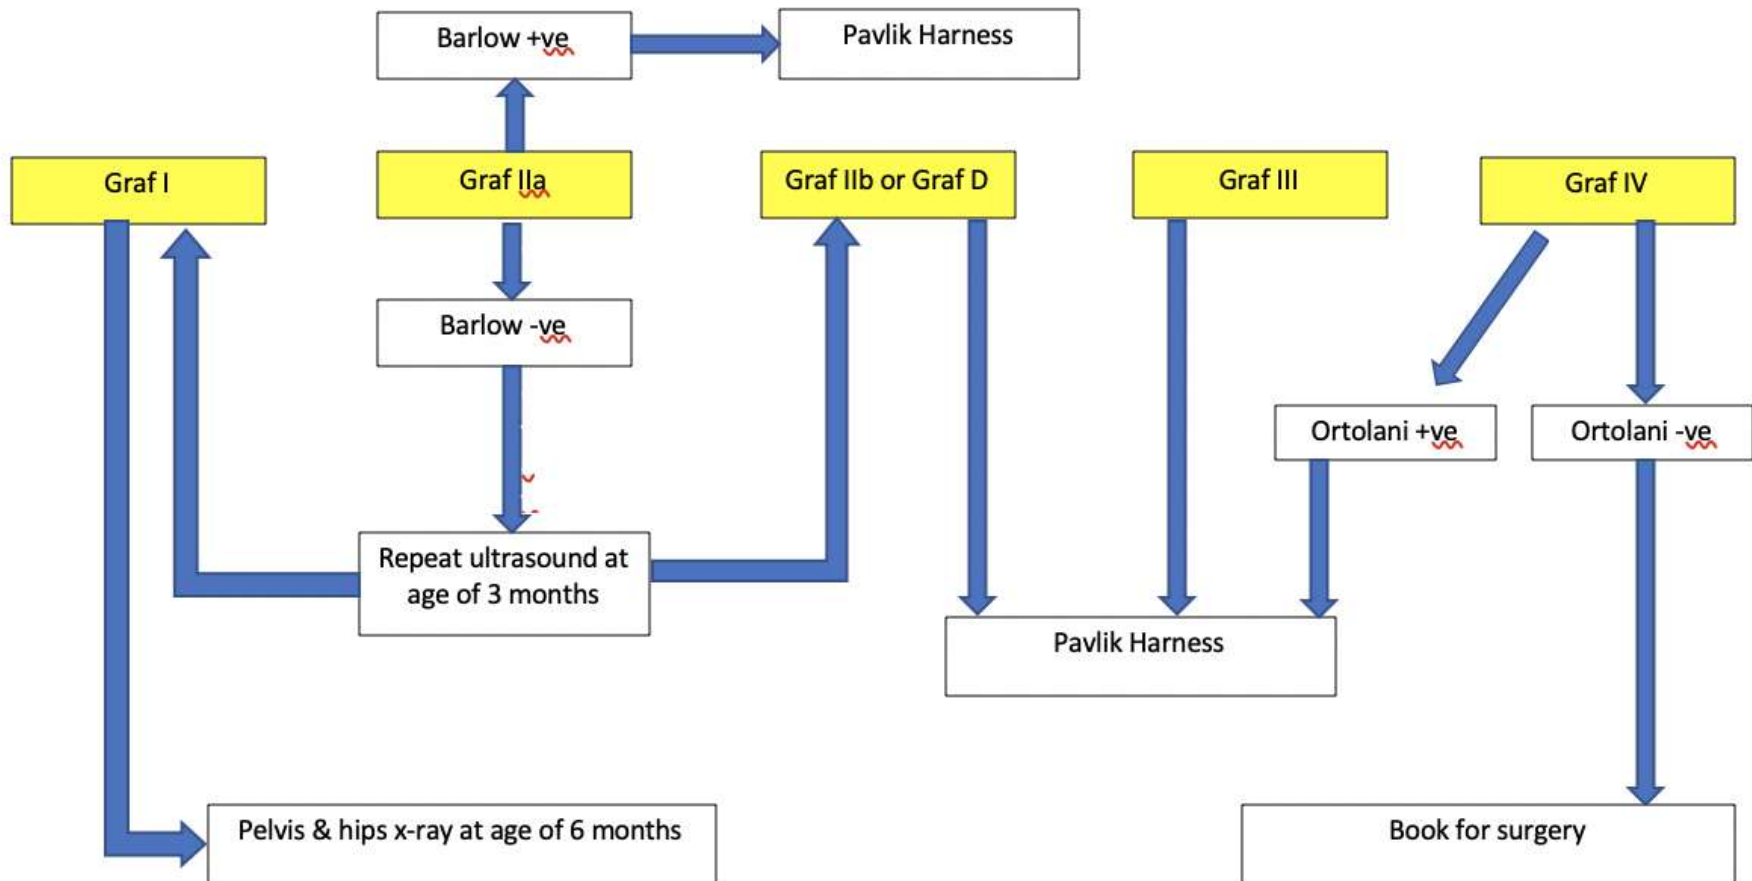 Barlow +ve
Pavlik Harness
Graf I
Graf IIa
Graf IIb or Graf D
Graf III
Graf IV
Barlow -ve
Ortolani +ve
Ortolani -ve
Repeat ultrasound at
age of 3 months
Pavlik Harness
Pelvis & hips x-ray at age of 6 months
Book for surgery